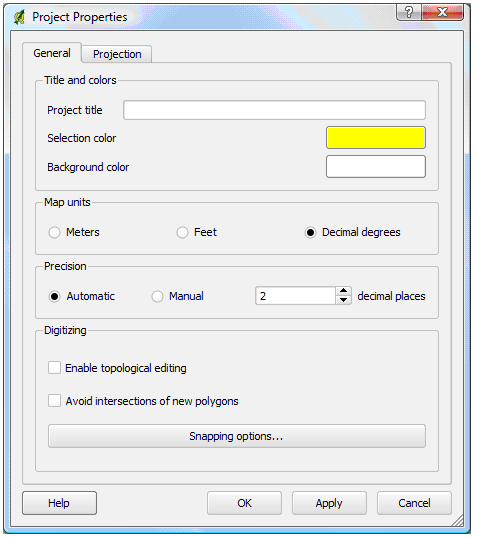 Project Properties
General Projection
Title and colors
Project title
Selection color
Background color
Map units
Meters Feet Decimal degrees
Precision
Automatic Manual 2 decimal places
Digitizing
Enable topological editing
Avoid intersections of new polygons
Snapping options...
Help OK Apply Cancel